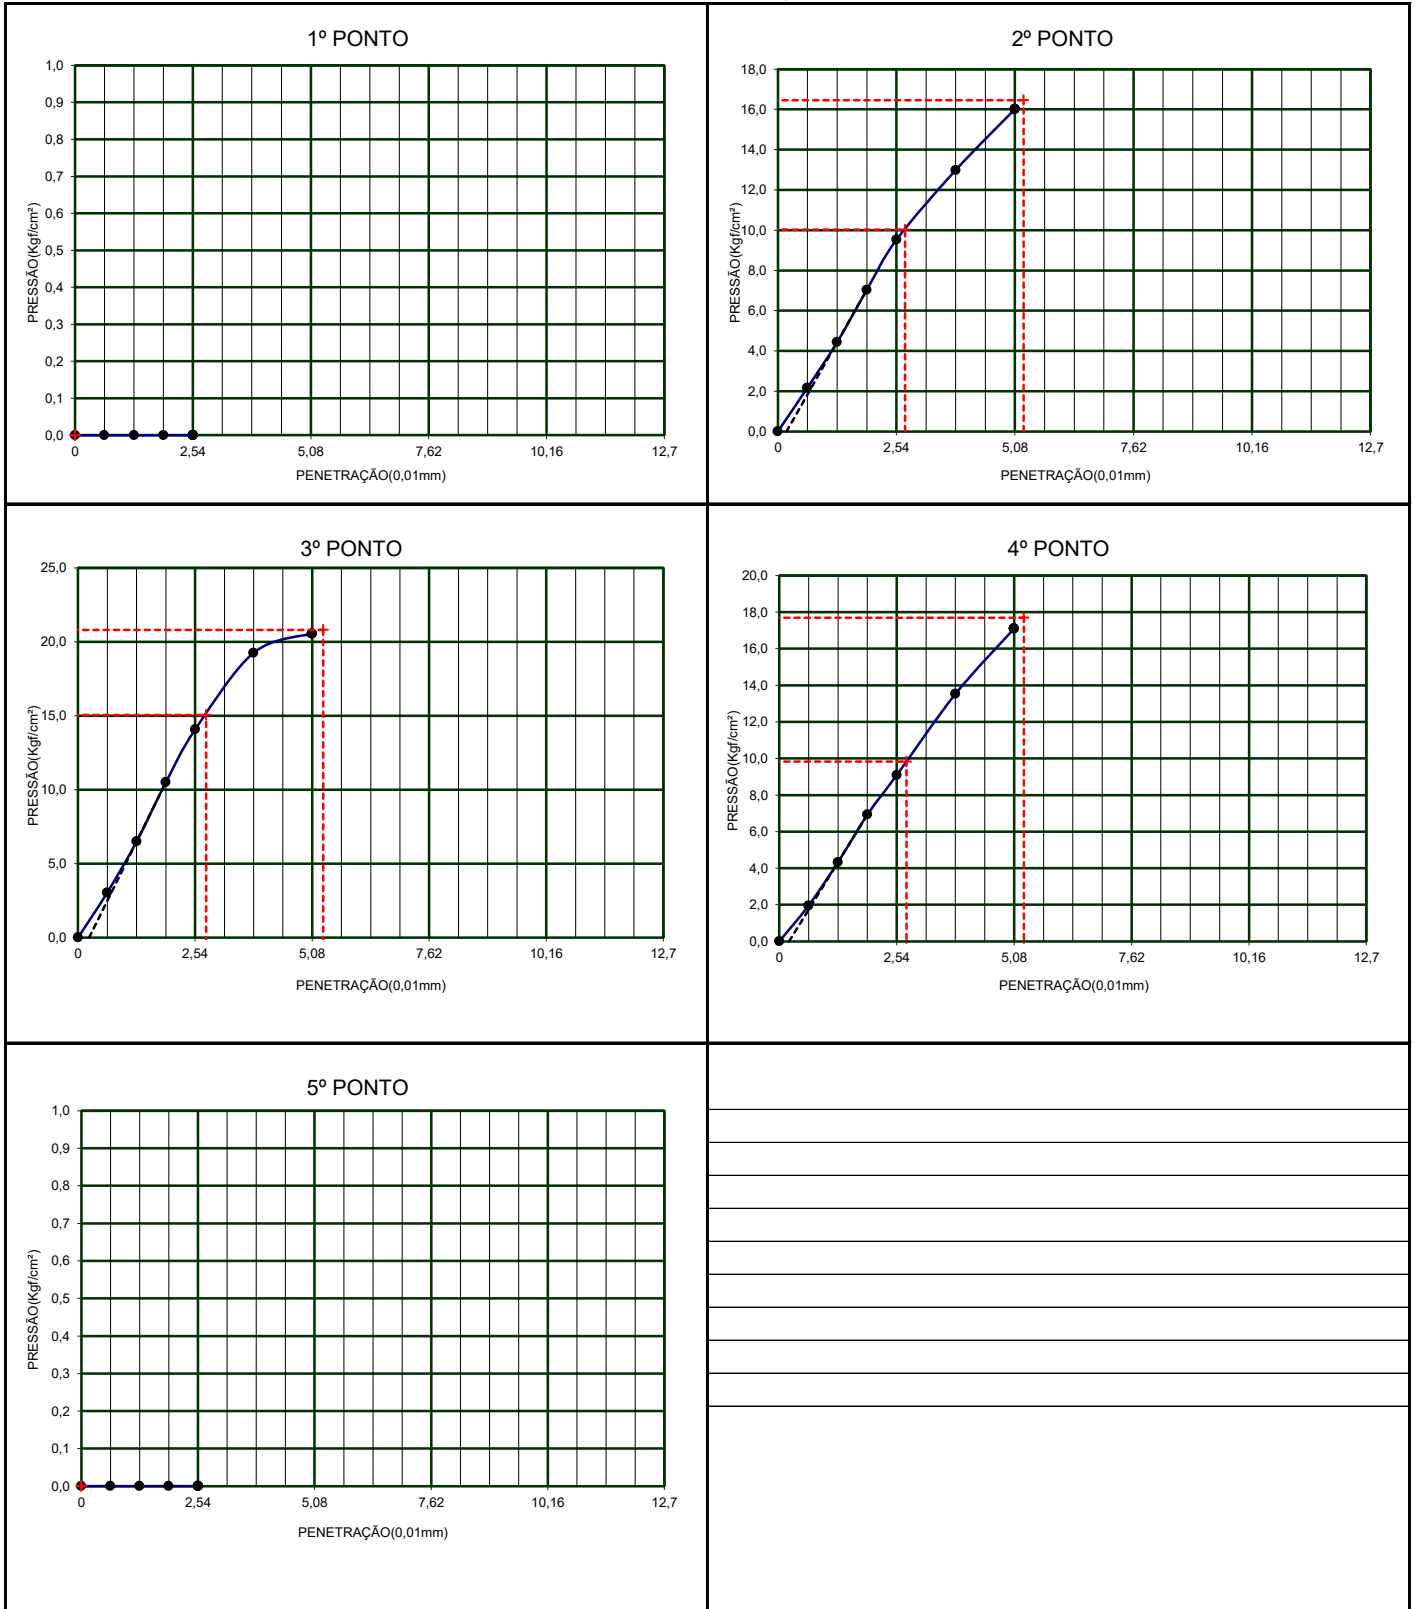 1º PONTO
1,0
0,9
0,8
0,7
0,6
0,5
0,4
0,3
0,2
0,1
0,0
PRESSÃO(Kgf/cm²)
0 2,54 5,08 7,62 10,16 12,7
PENETRAÇÃO(0,01mm)
2º PONTO
18,0
16,0
14,0
12,0
10,0
8,0
6,0
4,0
2,0
0,0
PRESSÃO(Kgf/cm²)
0 2,54 5,08 7,62 10,16 12,7
PENETRAÇÃO(0,01mm)
3º PONTO
25,0
20,0
15,0
10,0
5,0
0,0
PRESSÃO(Kgf/cm²)
0 2,54 5,08 7,62 10,16 12,7
PENETRAÇÃO(0,01mm)
4º PONTO
20,0
18,0
16,0
14,0
12,0
10,0
8,0
6,0
4,0
2,0
0,0
PRESSÃO(Kgf/cm²)
0 2,54 5,08 7,62 10,16 12,7
PENETRAÇÃO(0,01mm)
5º PONTO
1,0
0,9
0,8
0,7
0,6
0,5
0,4
0,3
0,2
0,1
0,0
PRESSÃO(Kgf/cm²)
0 2,54 5,08 7,62 10,16 12,7
PENETRAÇÃO(0,01mm)